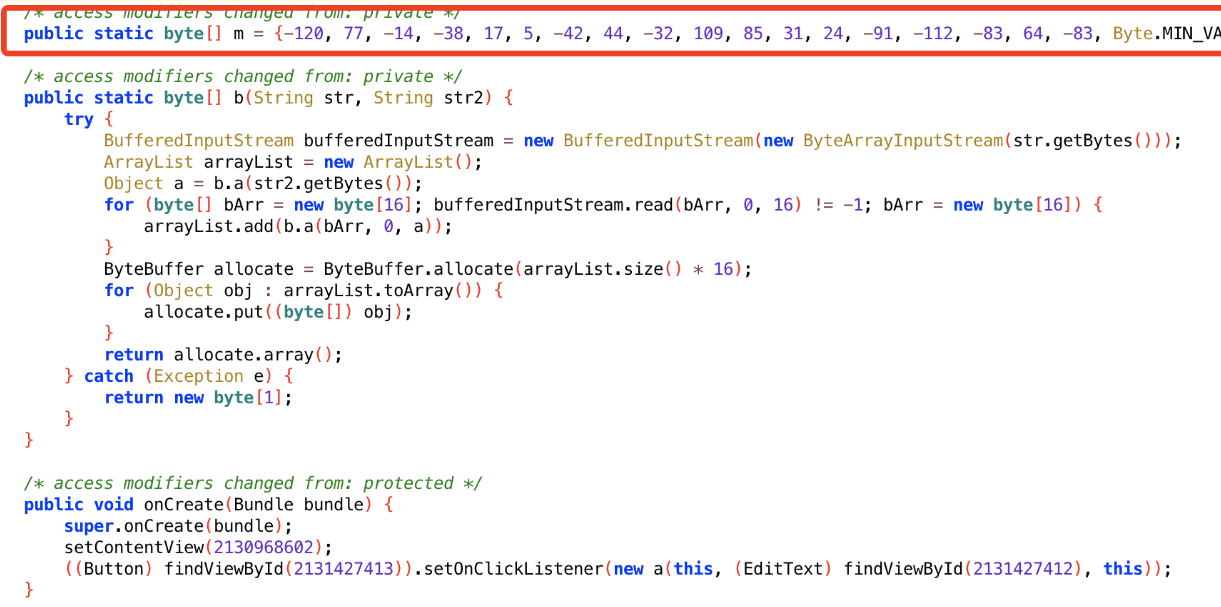 /* access modifiers changed from: private */
public static byte[] m = {-120, 77, -14, -38, 17, 5, -42, 44, -32, 109, 85, 31, 24, -91, -112, -83, 64, -83, Byte.MIN_VA
/* access modifiers changed from: private */
public static byte[] b(String str, String str2) {
    try {
        BufferedInputStream bufferedInputStream = new BufferedInputStream(new ByteArrayInputStream(str.getBytes()));
        ArrayList arrayList = new ArrayList();
        Object a = b.a(str2.getBytes());
        for (byte[] bArr = new byte[16]; bufferedInputStream.read(bArr, 0, 16) != -1; bArr = new byte[16]) {
            arrayList.add(b.a(bArr, 0, a));
        }
        ByteBuffer allocate = ByteBuffer.allocate(arrayList.size() * 16);
        for (Object obj : arrayList.toArray()) {
            allocate.put((byte[]) obj);
        }
        return allocate.array();
    } catch (Exception e) {
        return new byte[1];
    }
}
/* access modifiers changed from: protected */
public void onCreate(Bundle bundle) {
    super.onCreate(bundle);
    setContentView(2130968602);
    ((Button) findViewById(2131427413)).setOnClickListener(new a(this, (EditText) findViewById(2131427412), this));
}